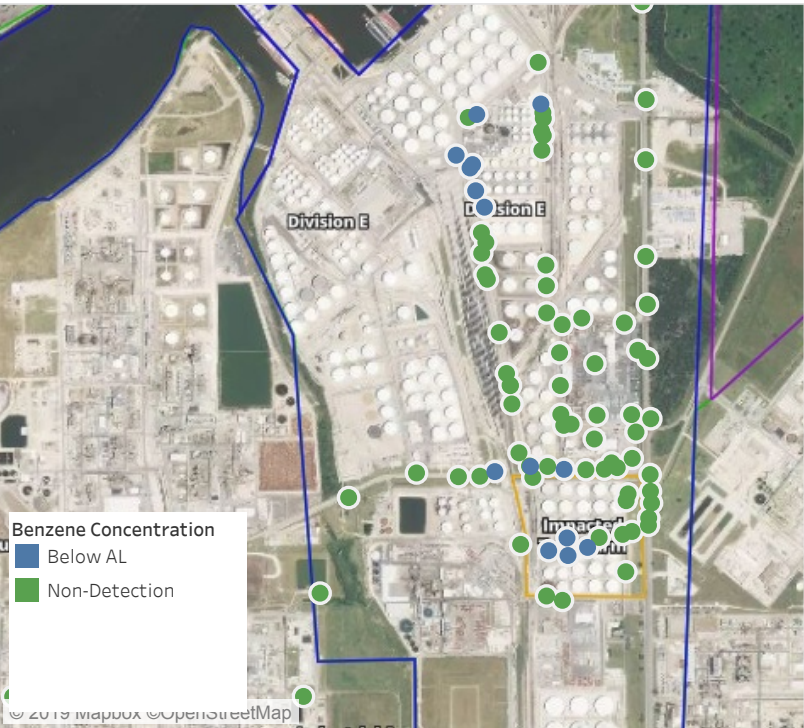 Division E
Division E
Impacted
Benzene Concentration
Below AL
Non-Detection
© 2019 Mapbox ©OpenStreetMap